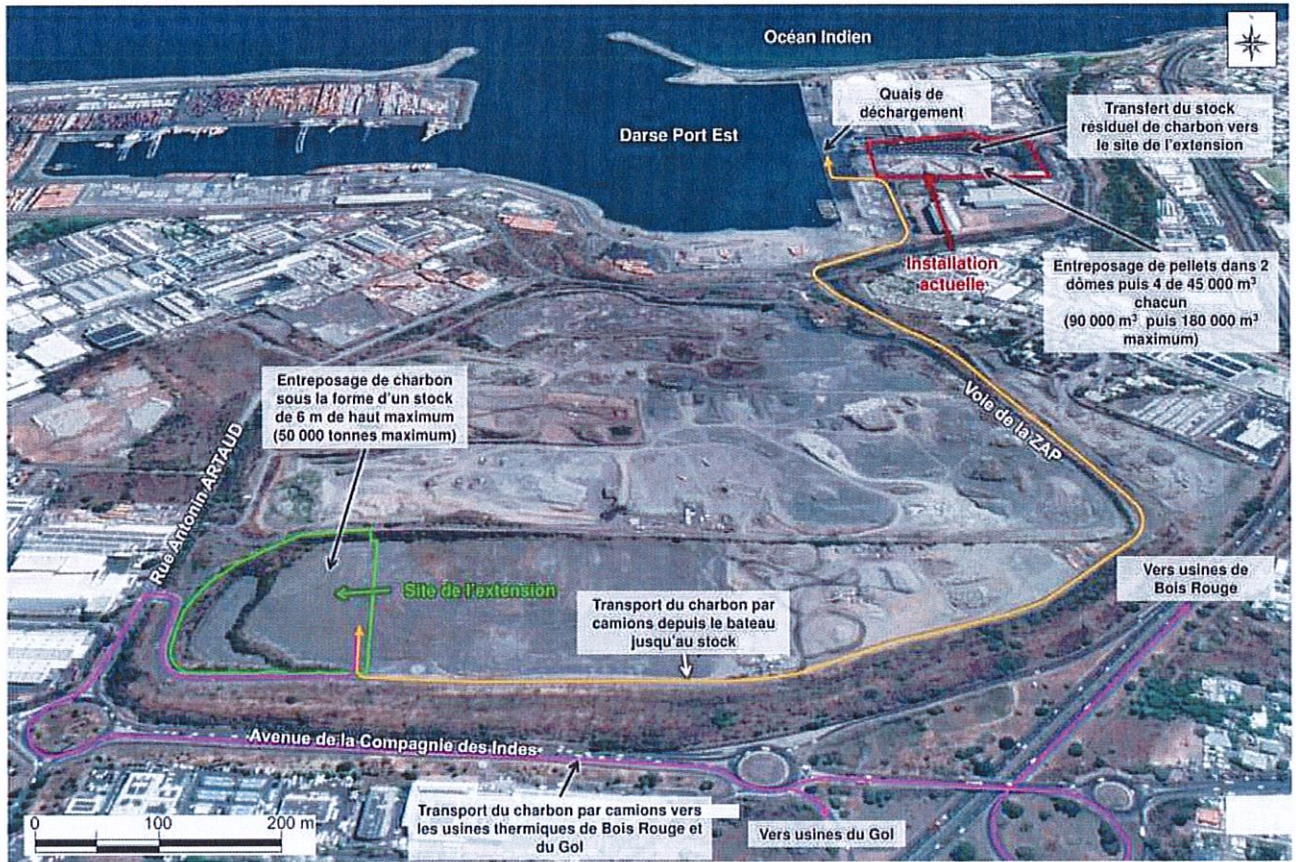 Océan Indien
Quais de
déchargement
Transfert du stock
résiduel de charbon vers
le site de l'extension
Darse Port Est
Installation
actuelle
Entreposage de pellets dans 2
dômes puis 4 de 45 000 m³
chacun
(90 000 m³ puis 180 000 m³
maximum)
Entreposage de charbon
sous la forme d'un stock
de 6 m de haut maximum
(50 000 tonnes maximum)
Voie de la ZAP
Rue Antonin ARTAUD
Site de l'extension
Vers usines de
Bois Rouge
Transport du charbon par
camions depuis le bateau
jusqu'au stock
Avenue de la Compagnie des Indes
Transport du charbon par camions vers
les usines thermiques de Bois Rouge et
du Gol
Vers usines du Gol
0 100 200 m